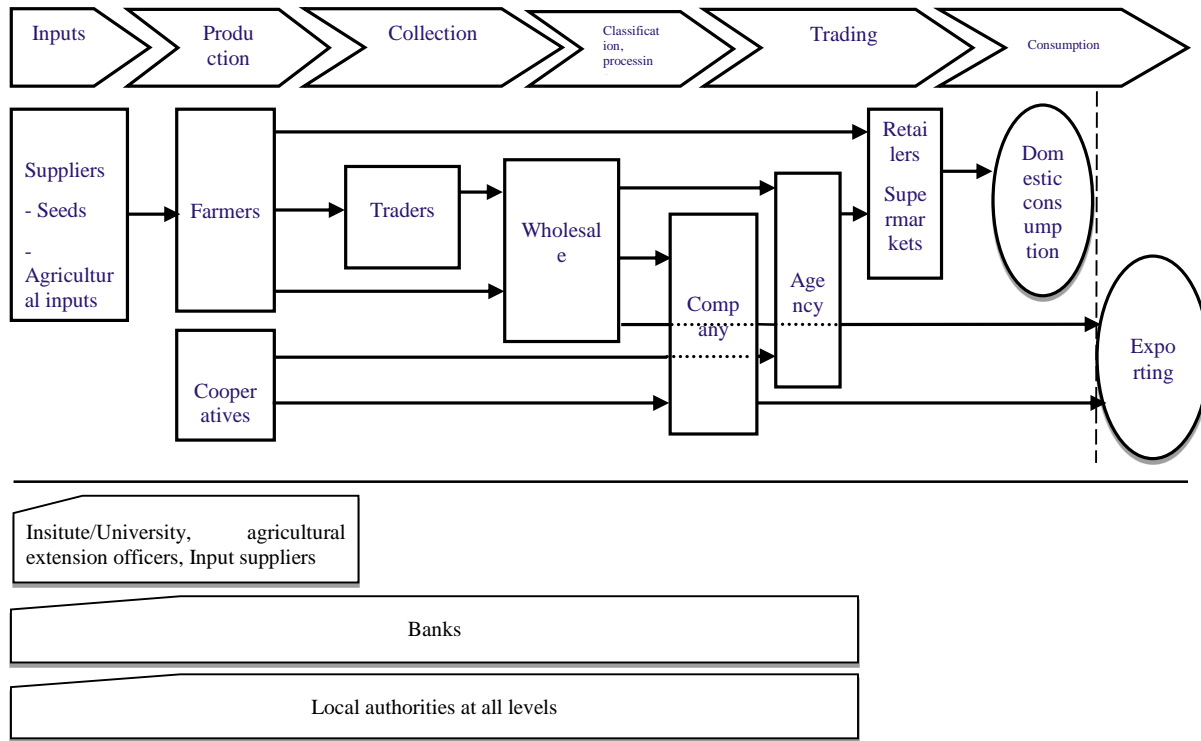 Inputs
Produ
ction
Collection
Classificat
ion,
processin
Trading
Consumption
Suppliers
- Seeds
-
Agricultur
al inputs
Farmers
Traders
Wholesal
e
Comp
any
Age
ncy
Retai
lers
Supe
rmar
kets
Dom
estic
cons
ump
tion
Cooper
atives
Expo
rting
Insitute/University, agricultural
extension officers, Input suppliers
Banks
Local authorities at all levels